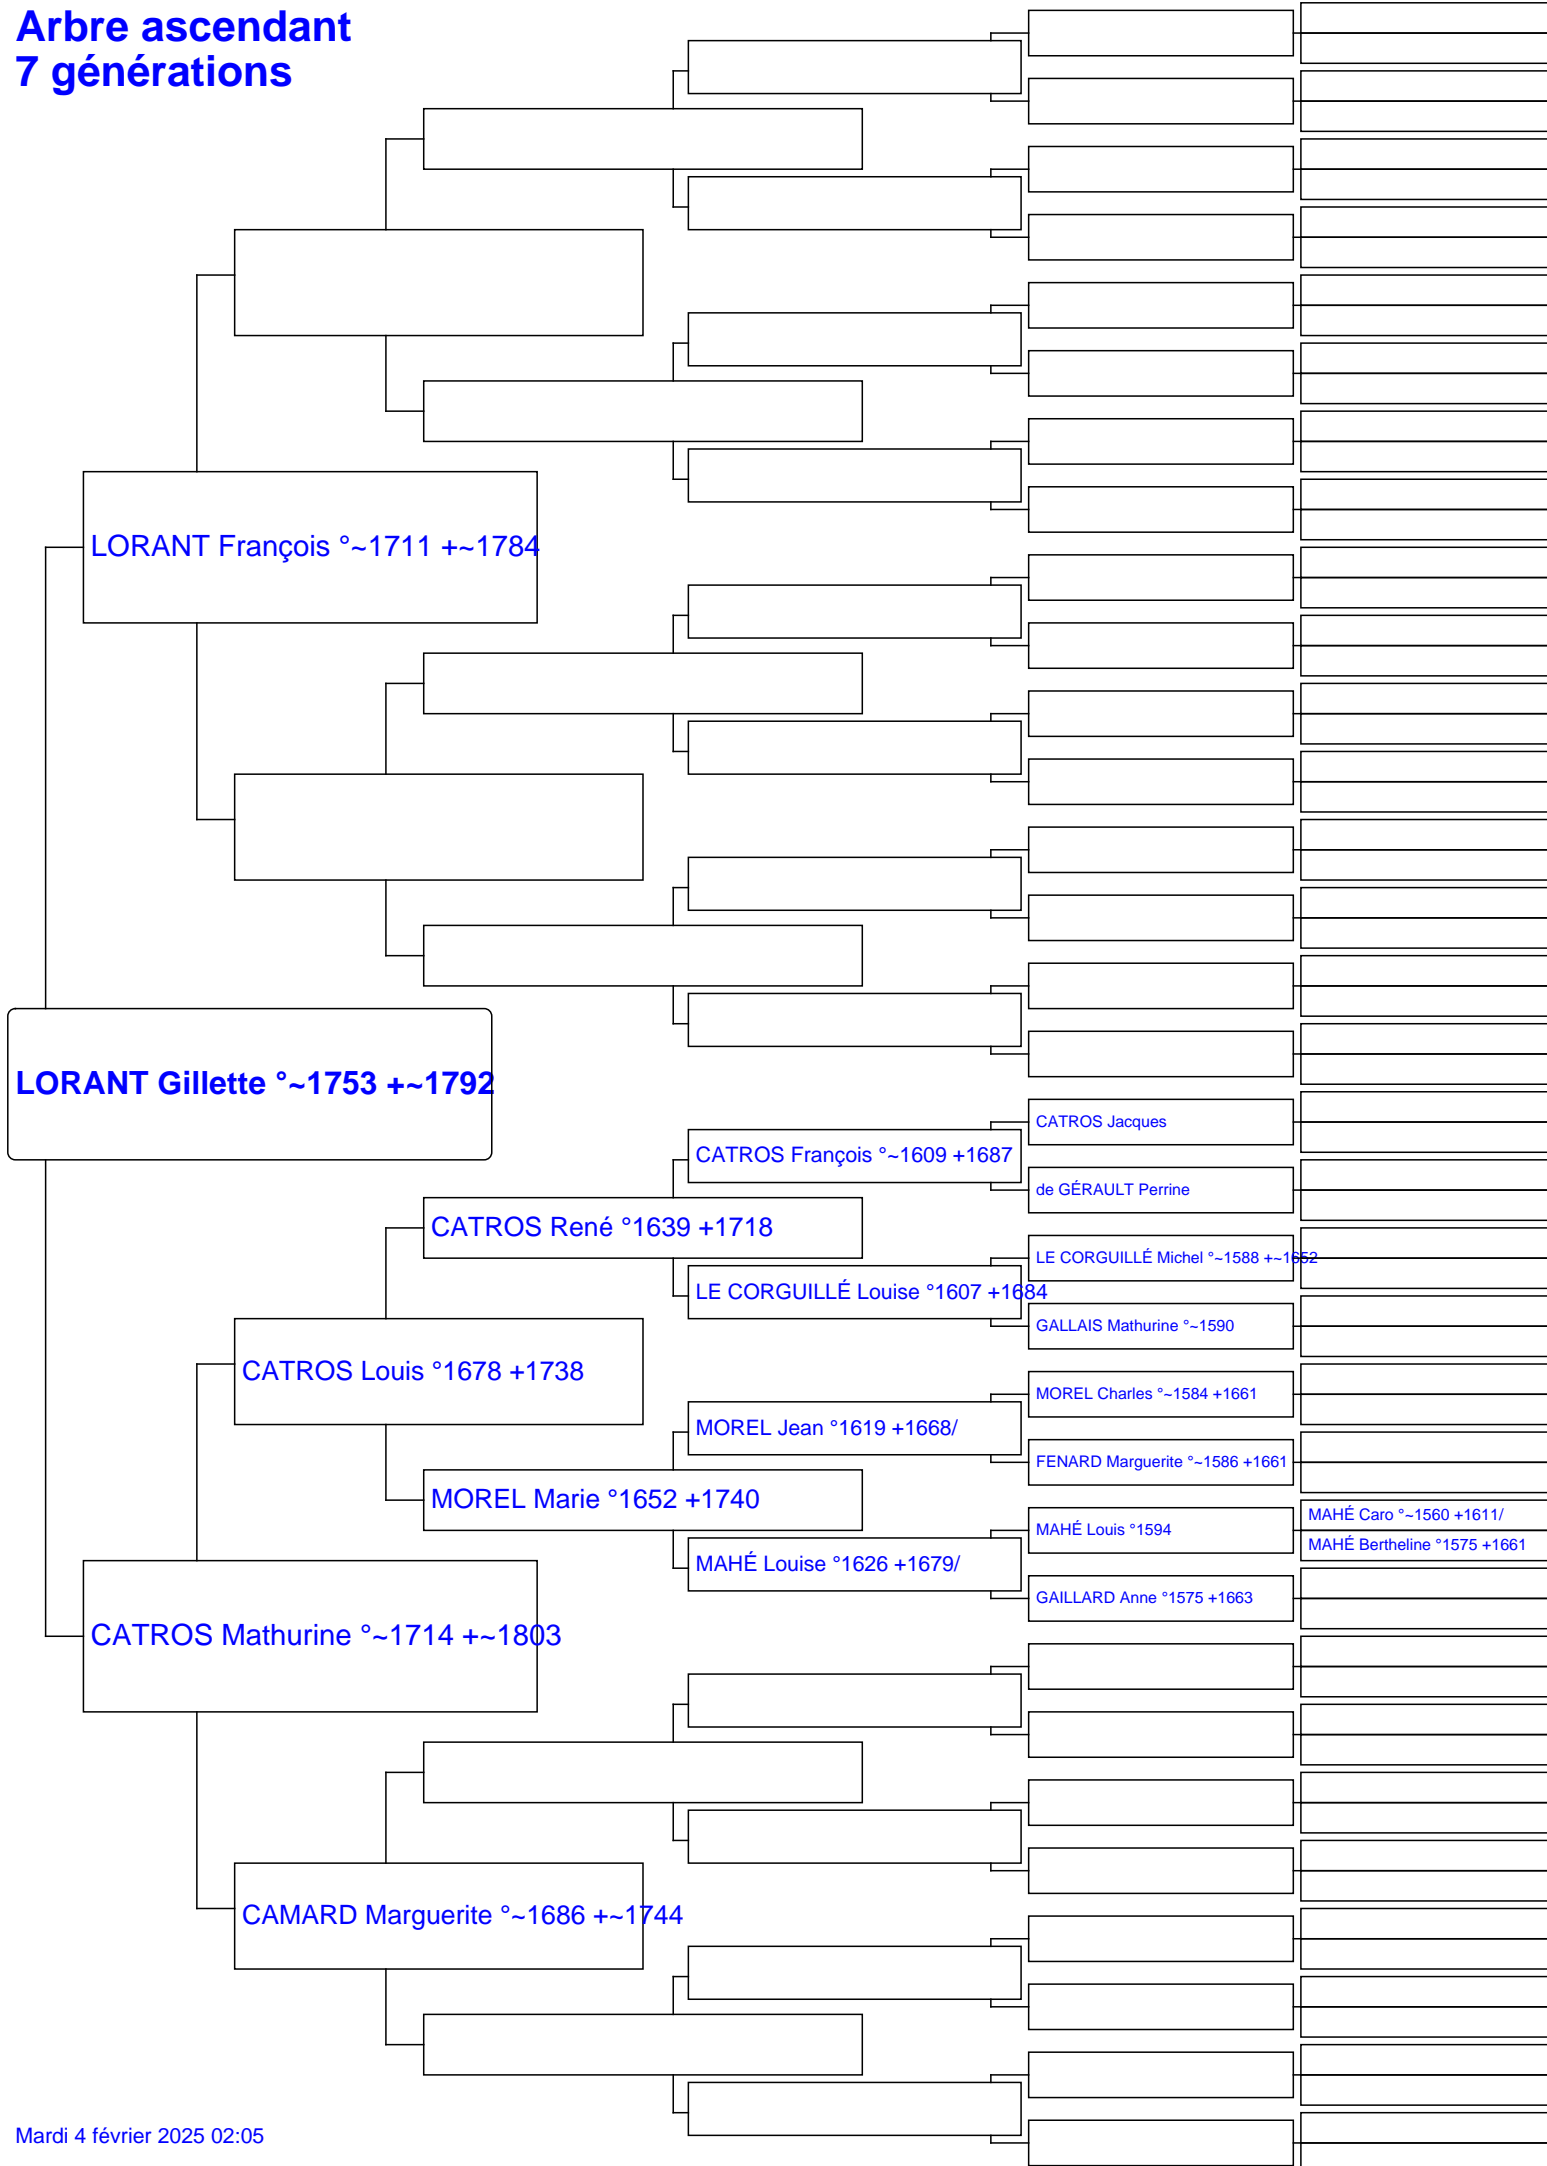 Arbre ascendant
7 générations
LORANT François °~1711 +~1784
LORANT Gillette °~1753 +~1792
CATROS Jacques
CATROS François °~1609 +1687
de GÉRAULT Perrine
CATROS René °1639 +1718
LE CORGUILLÉ Michel °~1588 +~1652
LE CORGUILLÉ Louise °1607 +1684
GALLAIS Mathurine °~1590
CATROS Louis °1678 +1738
MOREL Charles °~1584 +1661
MOREL Jean °1619 +1668/
FENARD Marguerite °~1586 +1661
MOREL Marie °1652 +1740
MAHÉ Caro °~1560 +1611/
MAHÉ Louis °1594
MAHÉ Bertheline °1575 +1661
MAHÉ Louise °1626 +1679/
GAILLARD Anne °1575 +1663
CATROS Mathurine °~1714 +~1803
CAMARD Marguerite °~1686 +~1744
Mardi 4 février 2025 02:05